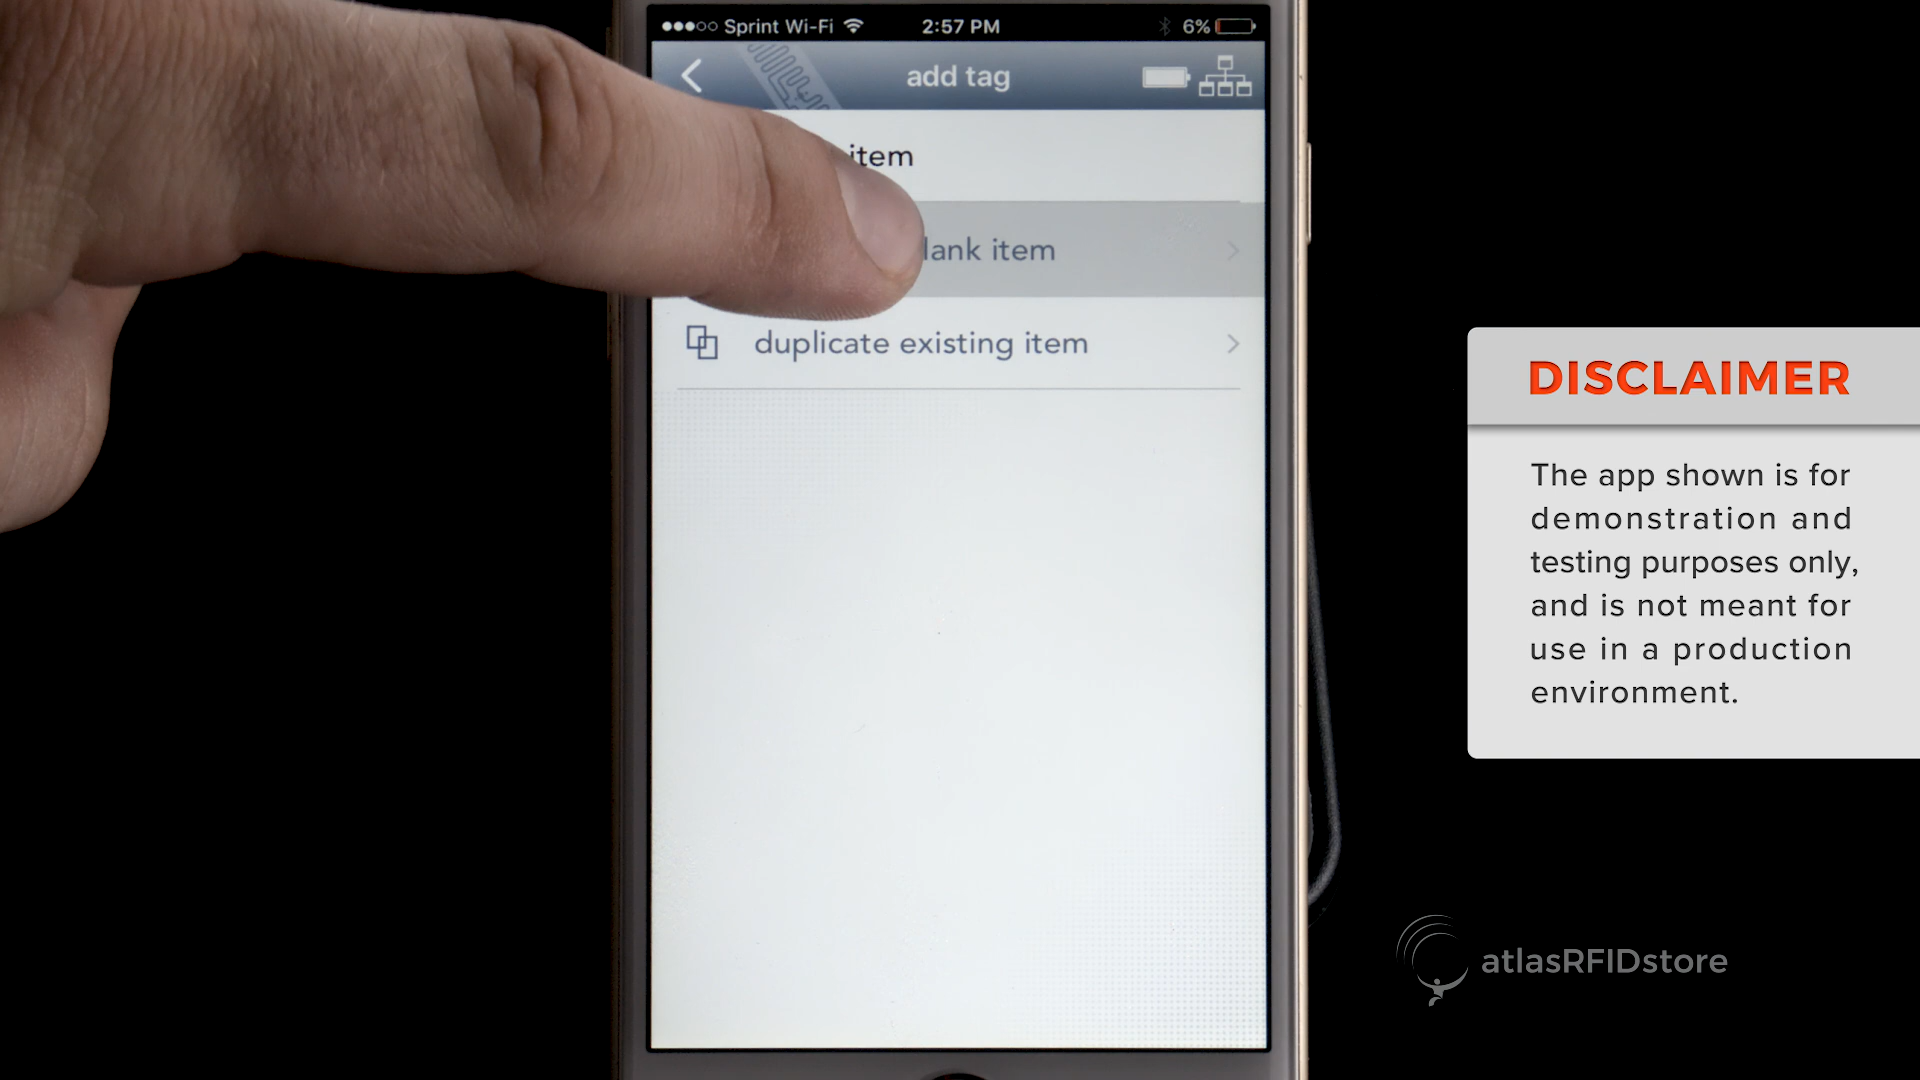 Sprint Wi-Fi 2:57 PM 6%
add tag
item
lank item
duplicate existing item
DISCLAIMER
The app shown is for
demonstration and
testing purposes only,
and is not meant for
use in a production
environment.
atlasRFIDstore